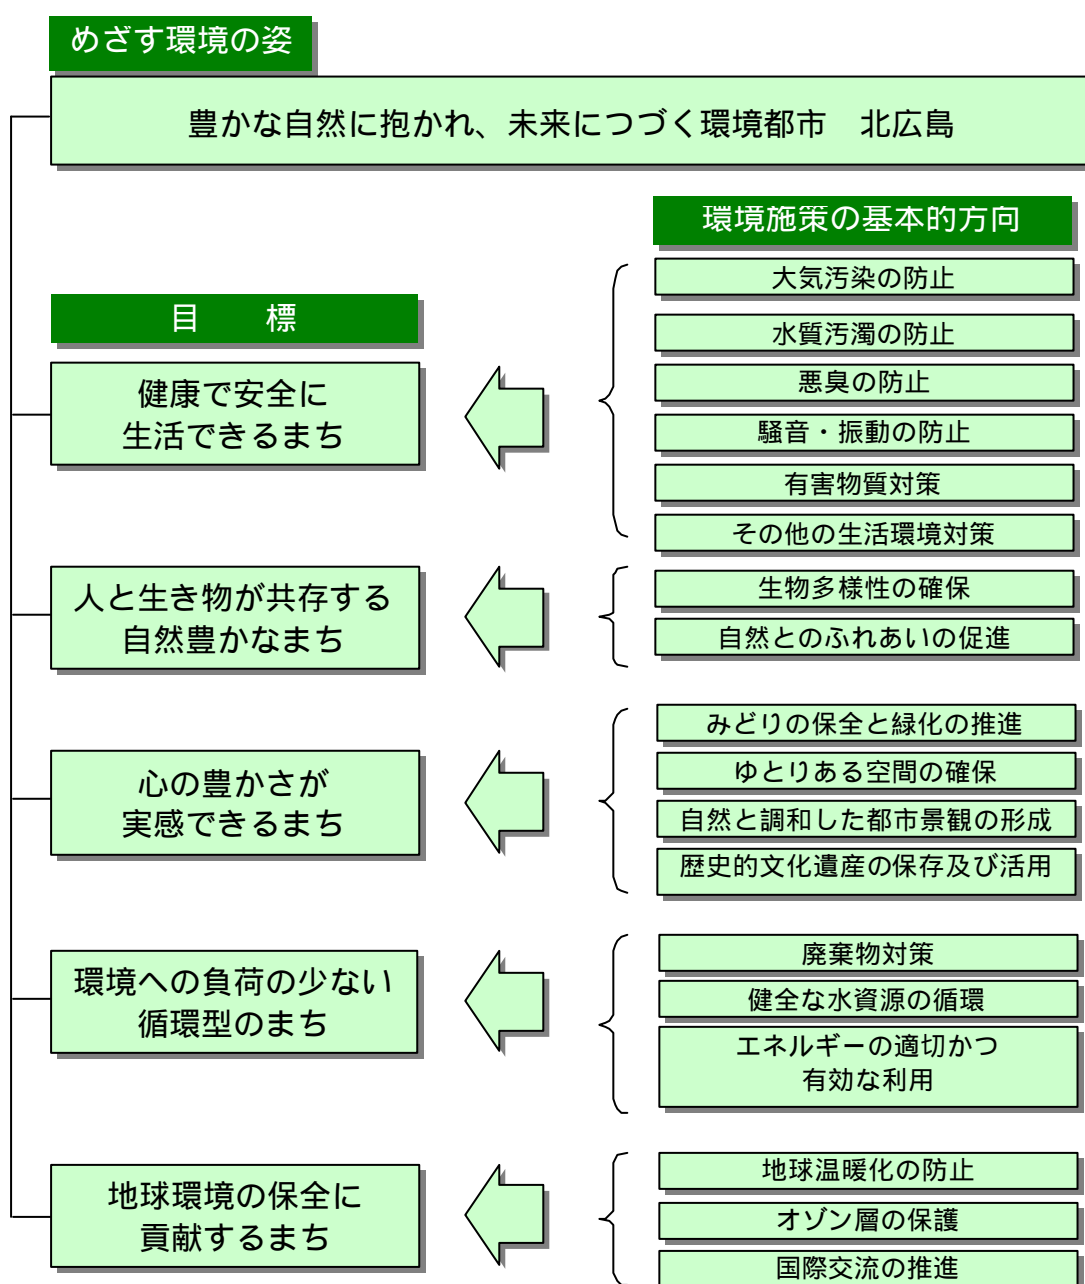 めざす環境の姿
豊かな自然に抱かれ、未来につづく環境都市　北広島
環境施策の基本的方向
目　　標
健康で安全に
生活できるまち
大気汚染の防止
水質汚濁の防止
悪臭の防止
騒音・振動の防止
有害物質対策
その他の生活環境対策
人と生き物が共存する
自然豊かなまち
生物多様性の確保
自然とのふれあいの促進
心の豊かさが
実感できるまち
みどりの保全と緑化の推進
ゆとりある空間の確保
自然と調和した都市景観の形成
歴史的文化遺産の保存及び活用
環境への負荷の少ない
循環型のまち
廃棄物対策
健全な水資源の循環
エネルギーの適切かつ
有効な利用
地球環境の保全に
貢献するまち
地球温暖化の防止
オゾン層の保護
国際交流の推進